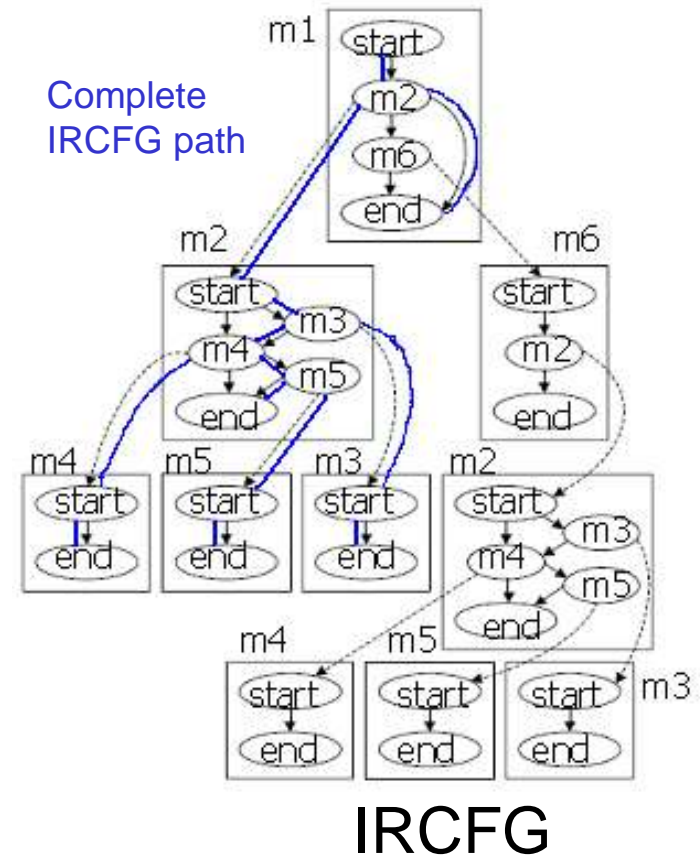 m1
start
Complete
IRCFG path
m2
m6
end
m2
m6
start
start
m3
m4
m2
m5
end
end
m4
m5
m3
m2
start
start
start
start
m3
end
end
end
m4
m5
end
m4
m5
start
start
start
m3
end
end
end
IRCFG